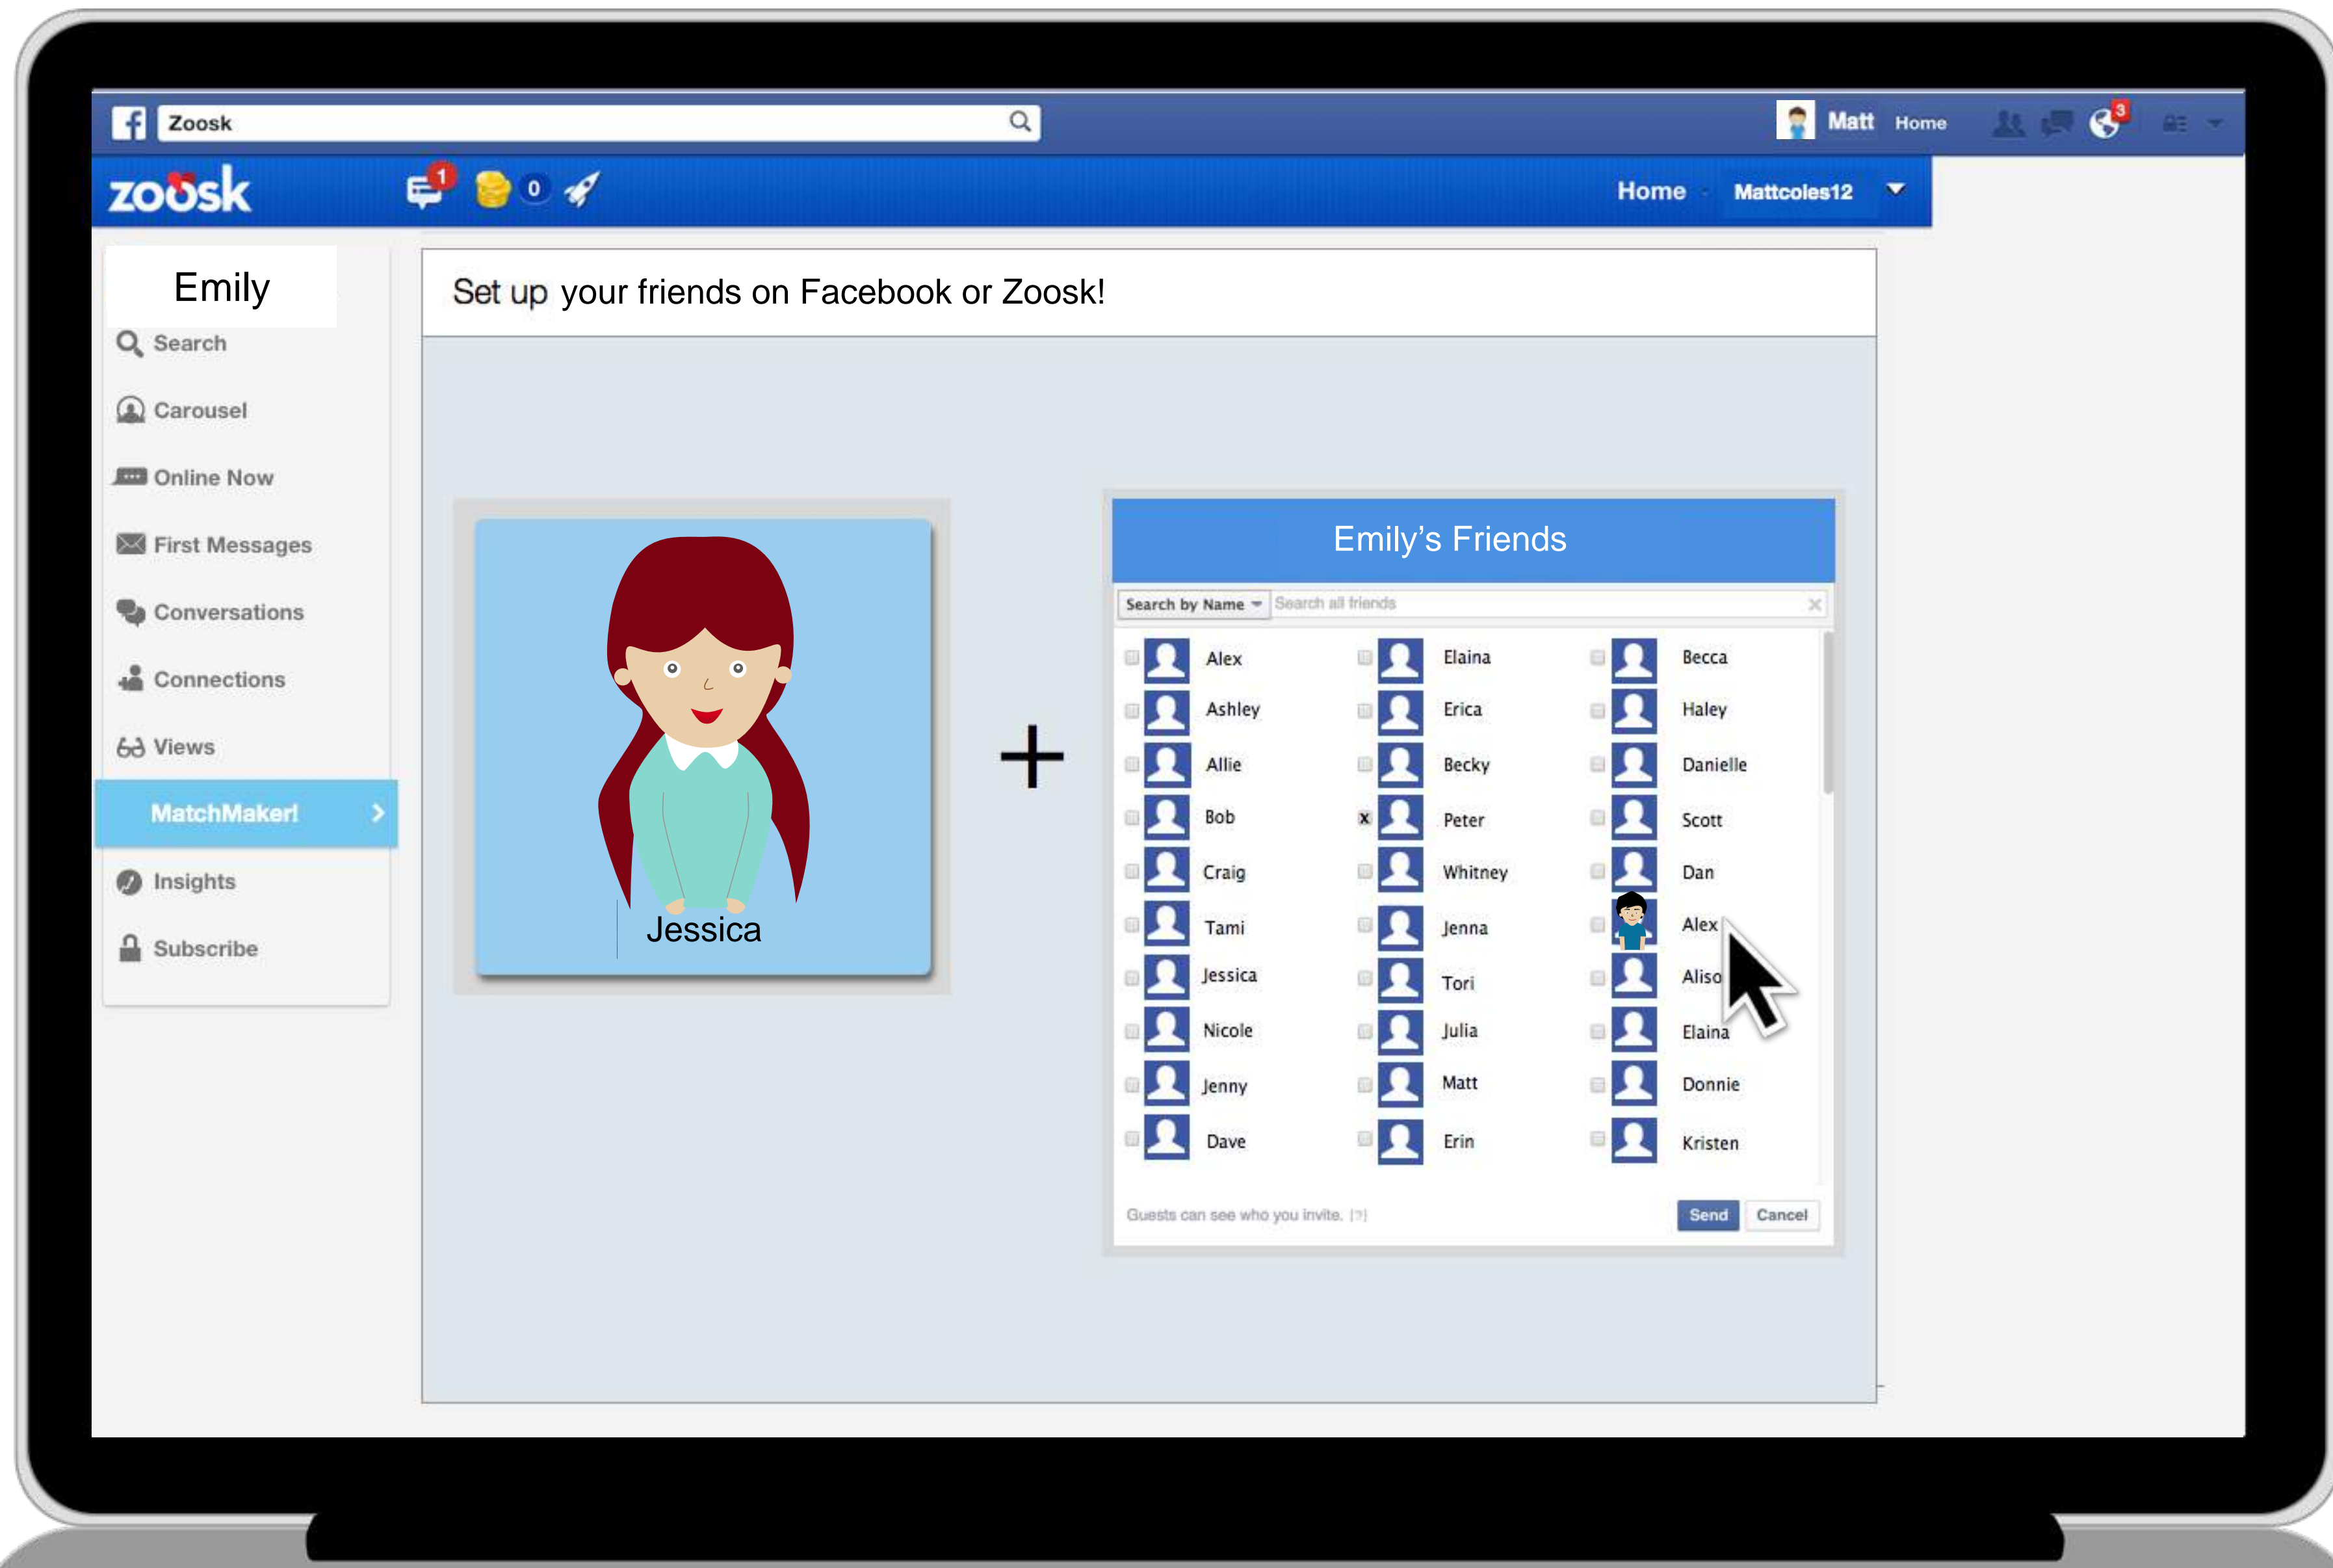 Zoosk
Matt Home 3
zoosk 1 0 Home Mattcoles12
Emily
Search
Carousel
Online Now
First Messages
Conversations
Connections
Views
MatchMaker!
Insights
Subscribe
Set up your friends on Facebook or Zoosk!
Jessica
+
Emily's Friends
Search by Name Search all friends
Alex Elaina Becca
Ashley Erica Haley
Allie Becky Danielle
Bob x Peter Scott
Craig Whitney Dan
Tami Jenna Alex
Jessica Tori Aliso
Nicole Julia Elaina
Jenny Matt Donnie
Dave Erin Kristen
Guests can see who you invite. [?] Send Cancel